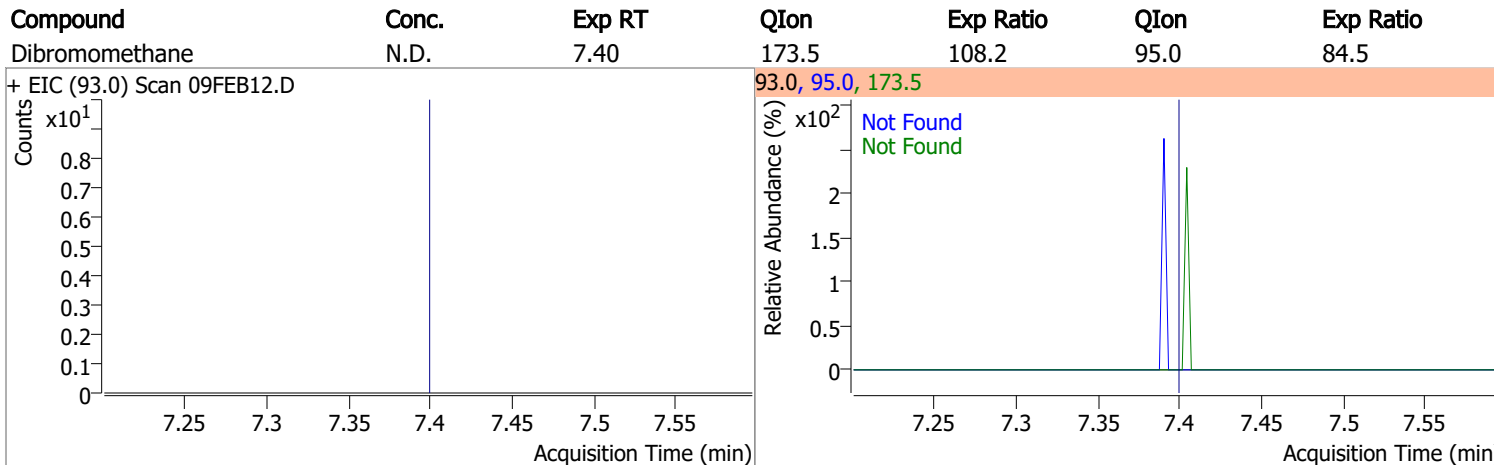 Compound Conc. Exp RT QIon Exp Ratio QIon Exp Ratio
Dibromomethane N.D. 7.40 173.5 108.2 95.0 84.5
+ EIC (93.0) Scan 09FEB12.D
Counts
x10¹
0.8
0.7
0.6
0.5
0.4
0.3
0.2
0.1
0
7.25 7.3 7.35 7.4 7.45 7.5 7.55
Acquisition Time (min)
93.0, 95.0, 173.5
Relative Abundance (%)
x10²
Not Found
Not Found
2
1.5
1
0.5
0
7.25 7.3 7.35 7.4 7.45 7.5 7.55
Acquisition Time (min